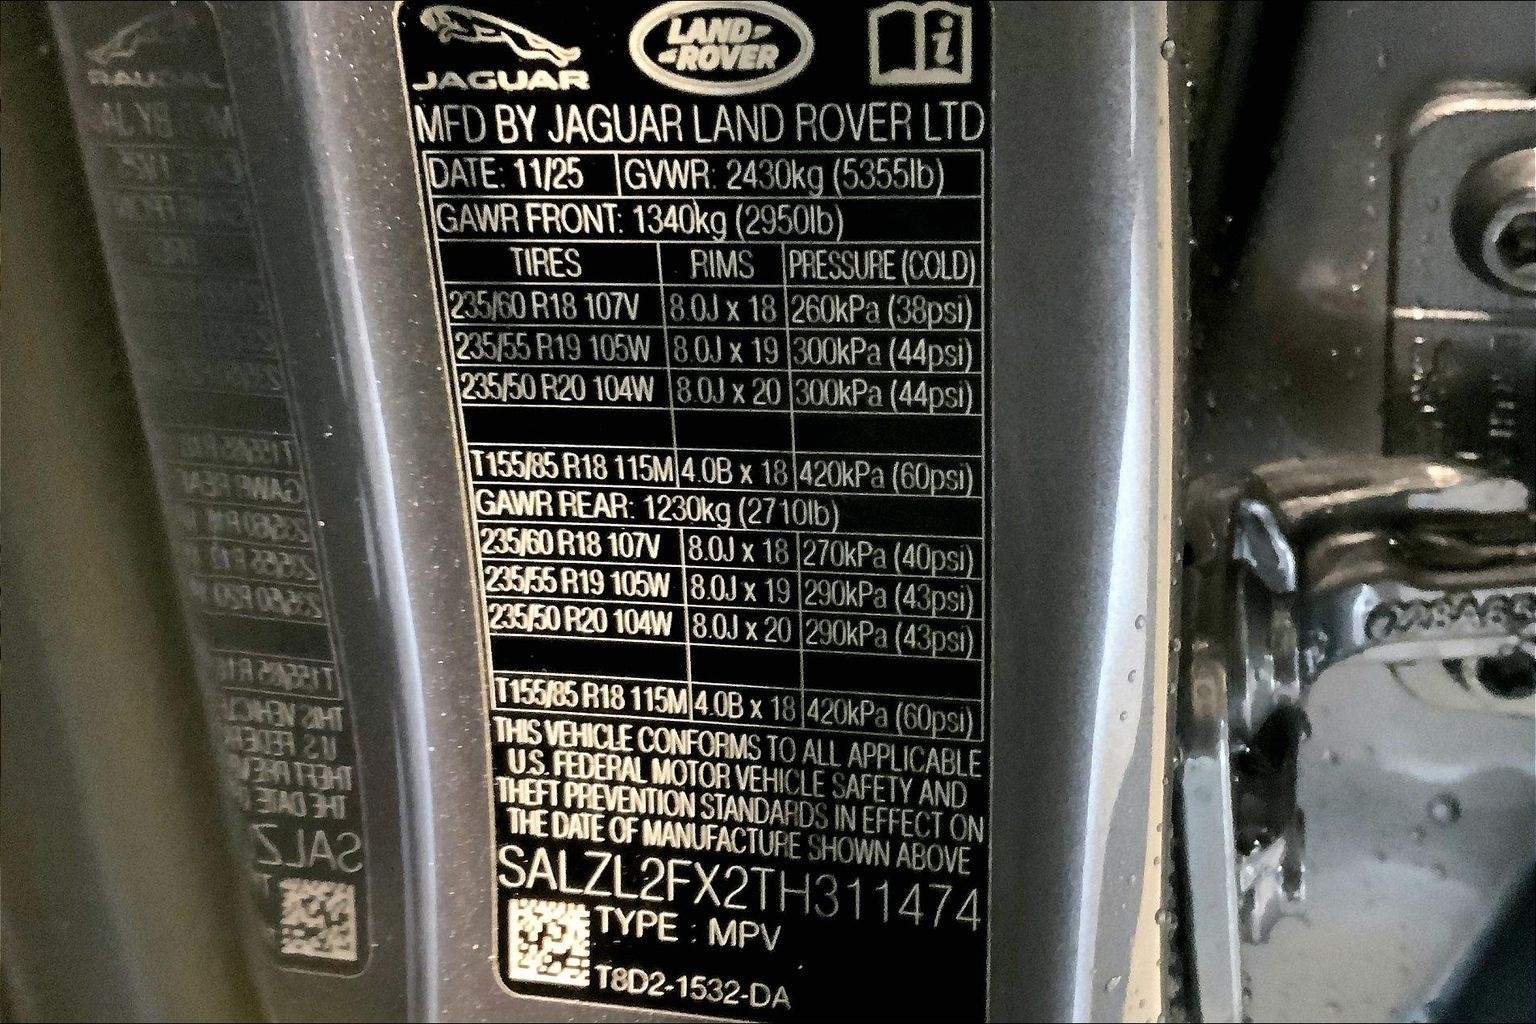 JAGUAR LAND ROVER i
MFD BY JAGUAR LAND ROVER LTD
DATE: 11/25 GVWR: 2430kg (5355lb)
GAWR FRONT: 1340kg (2950lb)
TIRES RIMS PRESSURE (COLD)
235/60 R18 107V 8.0J x 18 260kPa (38psi)
235/55 R19 105W 8.0J x 19 300kPa (44psi)
235/50 R20 104W 8.0J x 20 300kPa (44psi)
T155/85 R18 115M 4.0B x 18 420kPa (60psi)
GAWR REAR: 1230kg (2710lb)
235/60 R18 107V 8.0J x 18 270kPa (40psi)
235/55 R19 105W 8.0J x 19 290kPa (43psi)
235/50 R20 104W 8.0J x 20 290kPa (43psi)
T155/85 R18 115M 4.0B x 18 420kPa (60psi)
THIS VEHICLE CONFORMS TO ALL APPLICABLE
U.S. FEDERAL MOTOR VEHICLE SAFETY AND
THEFT PREVENTION STANDARDS IN EFFECT ON
THE DATE OF MANUFACTURE SHOWN ABOVE
SALZL2FX2TH311474
TYPE : MPV
T8D2-1532-DA